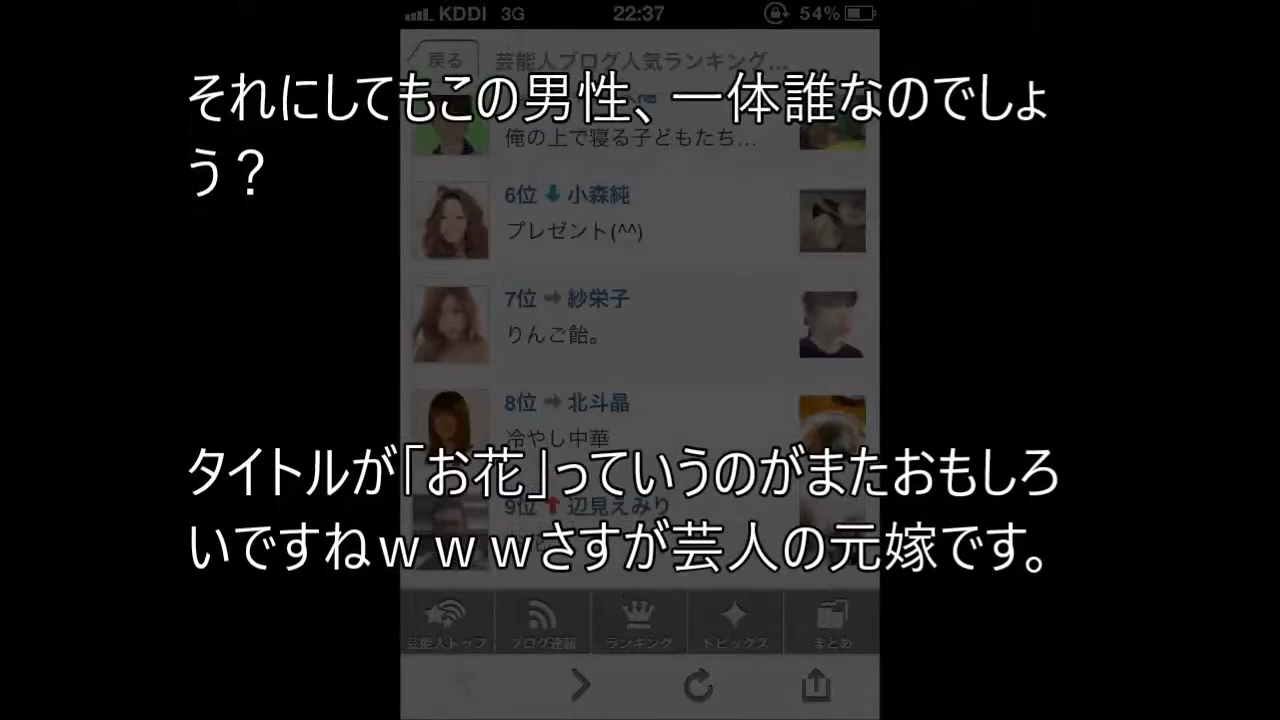 KDDI 3G 22:37 54%
戻る 芸能人ブログ人気ランキング...
それにしてもこの男性、一体誰なのでしょ
う？
俺の上で寝る子どもたち...
6位 小森純
プレゼント(^^)
7位 紗栄子
りんご飴。
8位 北斗晶
冷やし中華
タイトルが「お花」っていうのがまたおもしろ
9位 辺見えみり
いですねｗｗｗさすが芸人の元嫁です。
芸能人トップ ブログ速報 ランキング トピックス まとめ